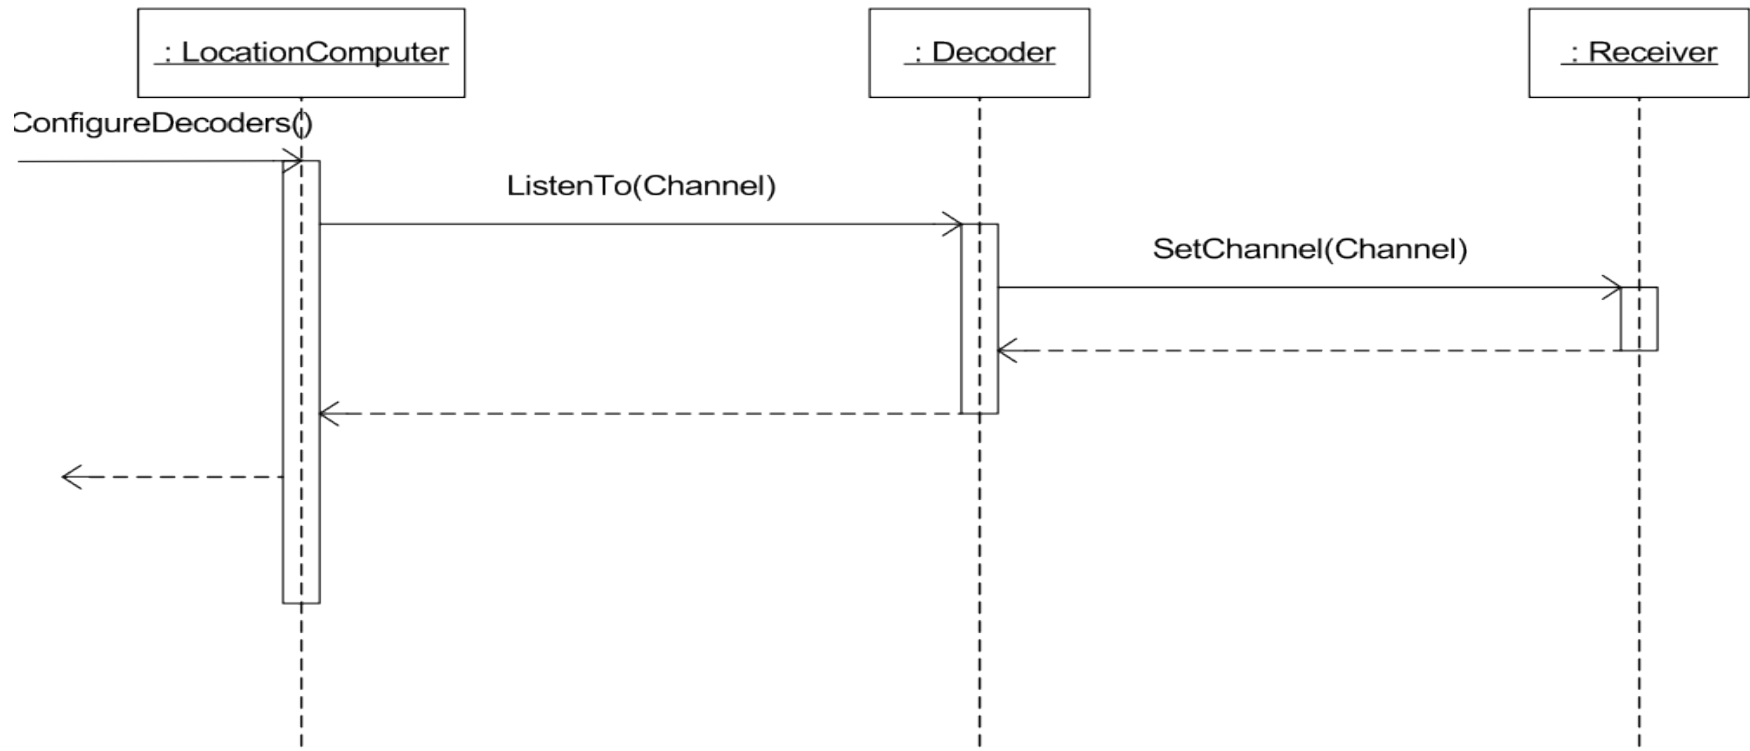 : LocationComputer
: Decoder
: Receiver
ConfigureDecoders()
ListenTo(Channel)
SetChannel(Channel)